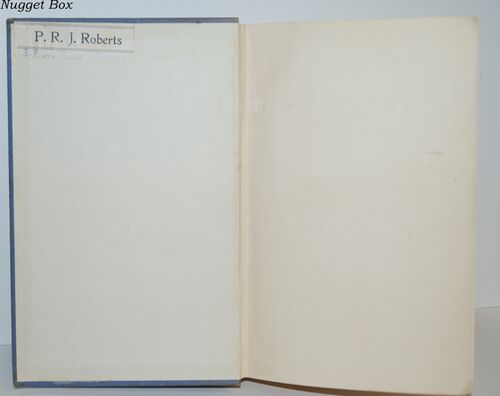 Nugget Box
P. R. J. Roberts